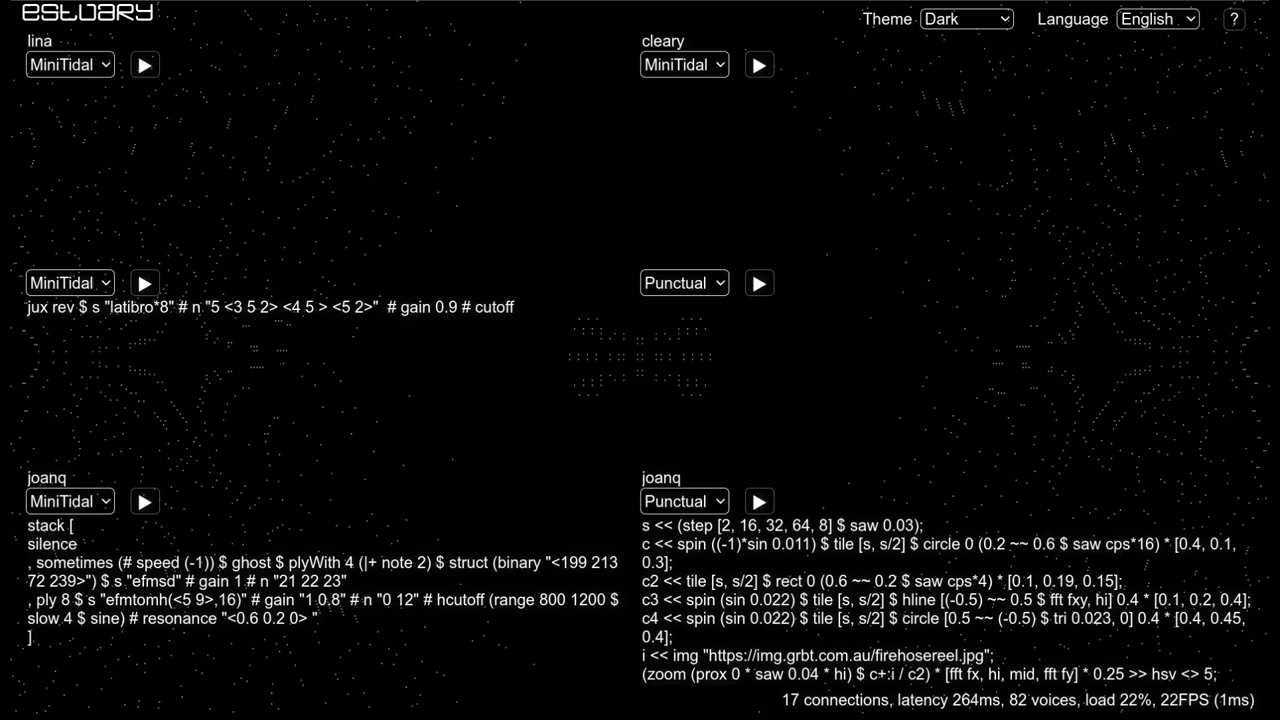 estuary
Theme Dark Language English ?
lina
MiniTidal
cleary
MiniTidal
MiniTidal
jux rev $ s "latibro*8" # n "5 <3 5 2> <4 5 > <5 2>"  # gain 0.9 # cutoff
Punctual
joanq
MiniTidal
stack [
silence
, sometimes (# speed (-1)) $ ghost $ plyWith 4 (|+ note 2) $ struct (binary "<199 213
72 239>") $ s "efmsd" # gain 1 # n "21 22 23"
, ply 8 $ s "efmtomh(<5 9>,16)" # gain "1 0.8" # n "0 12" # hcutoff (range 800 1200 $
slow 4 $ sine) # resonance "<0.6 0.2 0> "
]
joanq
Punctual
s << (step [2, 16, 32, 64, 8] $ saw 0.03);
c << spin ((-1)*sin 0.011) $ tile [s, s/2] $ circle 0 (0.2 ~~ 0.6 $ saw cps*16) * [0.4, 0.1,
0.3];
c2 << tile [s, s/2] $ rect 0 (0.6 ~~ 0.2 $ saw cps*4) * [0.1, 0.19, 0.15];
c3 << spin (sin 0.022) $ tile [s, s/2] $ hline [(-0.5) ~~ 0.5 $ fft fxy, hi] 0.4 * [0.1, 0.2, 0.4];
c4 << spin (sin 0.022) $ tile [s, s/2] $ circle [0.5 ~~ (-0.5) $ tri 0.023, 0] 0.4 * [0.4, 0.45,
0.4];
i << img "https://img.grbt.com.au/firehosereel.jpg";
(zoom (prox 0 * saw 0.04 * hi) $ c+:i / c2) * [fft fx, hi, mid, fft fy] * 0.25 >> hsv <> 5;
17 connections, latency 264ms, 82 voices, load 22%, 22FPS (1ms)